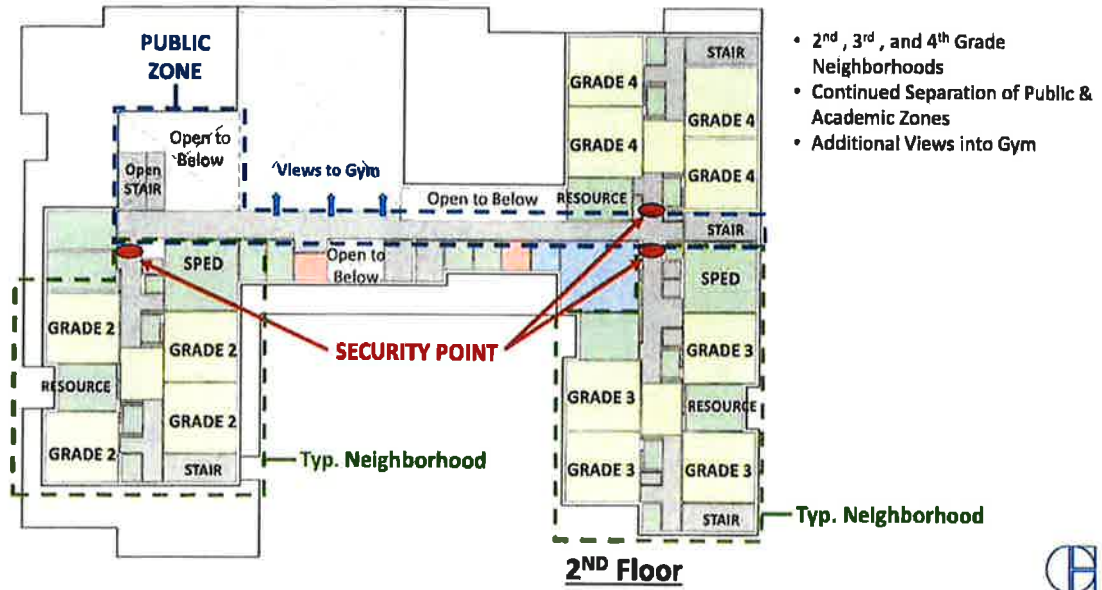 PUBLIC
ZONE
Open to
Below
Open
STAIR
Views to Gym
Open to Below
GRADE 4
GRADE 4
RESOURCE
STAIR
GRADE 4
GRADE 4
STAIR
• 2nd , 3rd , and 4th Grade
Neighborhoods
• Continued Separation of Public &
Academic Zones
• Additional Views into Gym
SPED
Open to
Below
SPED
GRADE 2
GRADE 2
RESOURCE
GRADE 2
GRADE 2
STAIR
SECURITY POINT
Typ. Neighborhood
GRADE 3
GRADE 3
RESOURCE
GRADE 3
GRADE 3
STAIR
Typ. Neighborhood
2ND Floor